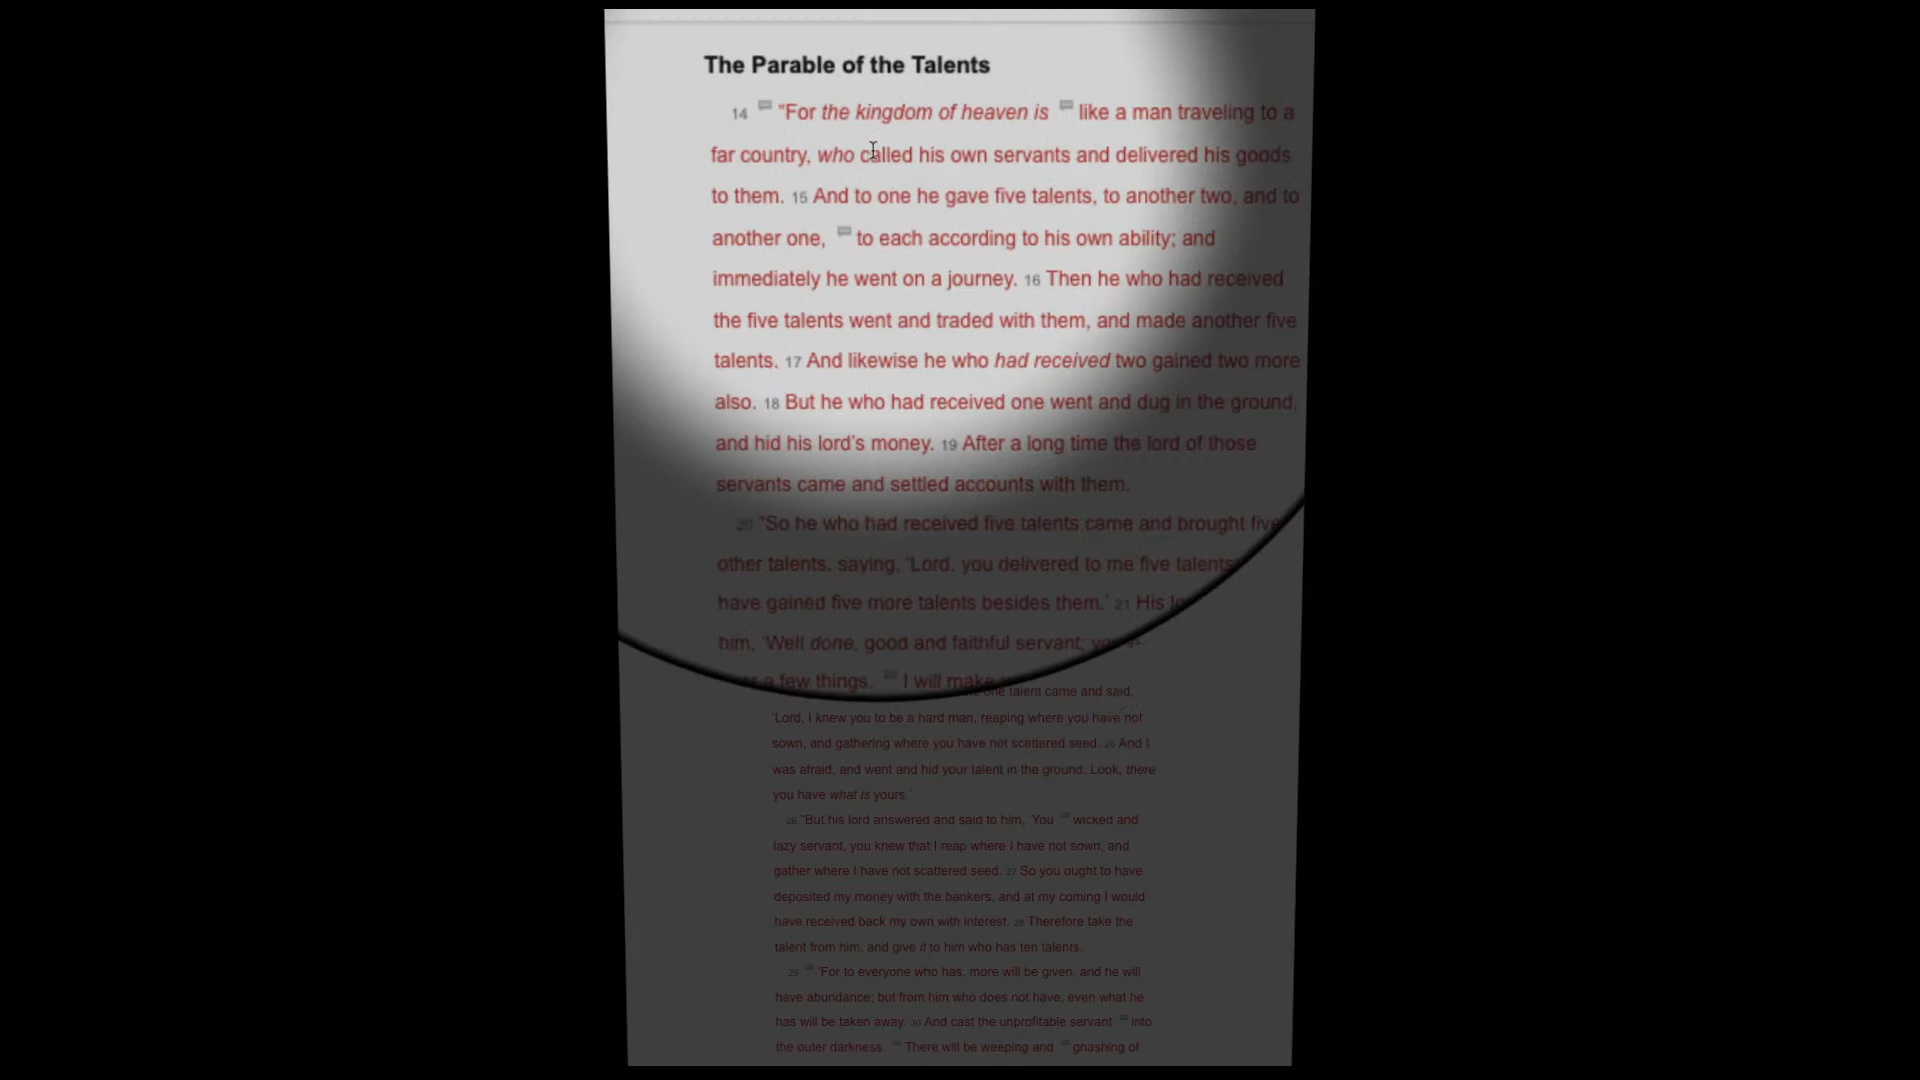 The Parable of the Talents
14 "For the kingdom of heaven is like a man traveling to a
far country, who called his own servants and delivered his goods
to them. 15 And to one he gave five talents, to another two, and to
another one, to each according to his own ability; and
immediately he went on a journey. 16 Then he who had received
the five talents went and traded with them, and made another five
talents. 17 And likewise he who had received two gained two more
also. 18 But he who had received one went and dug in the ground,
and hid his lord's money. 19 After a long time the lord of those
servants came and settled accounts with them.
20 "So he who had received five talents came and brought five
other talents, saying, 'Lord, you delivered to me five talents
have gained five more talents besides them.' 21 His
him, 'Well done, good and faithful servant;
a few things, I will make
one talent came and said,
'Lord, I knew you to be a hard man, reaping where you have not
sown, and gathering where you have not scattered seed. 25 And I
was afraid, and went and hid your talent in the ground. Look, there
you have what is yours.'
26 "But his lord answered and said to him, 'You wicked and
lazy servant, you knew that I reap where I have not sown, and
gather where I have not scattered seed. 27 So you ought to have
deposited my money with the bankers, and at my coming I would
have received back my own with interest. 28 Therefore take the
talent from him, and give it to him who has ten talents.
29 'For to everyone who has, more will be given, and he will
have abundance; but from him who does not have, even what he
has will be taken away. 30 And cast the unprofitable servant into
the outer darkness. There will be weeping and gnashing of